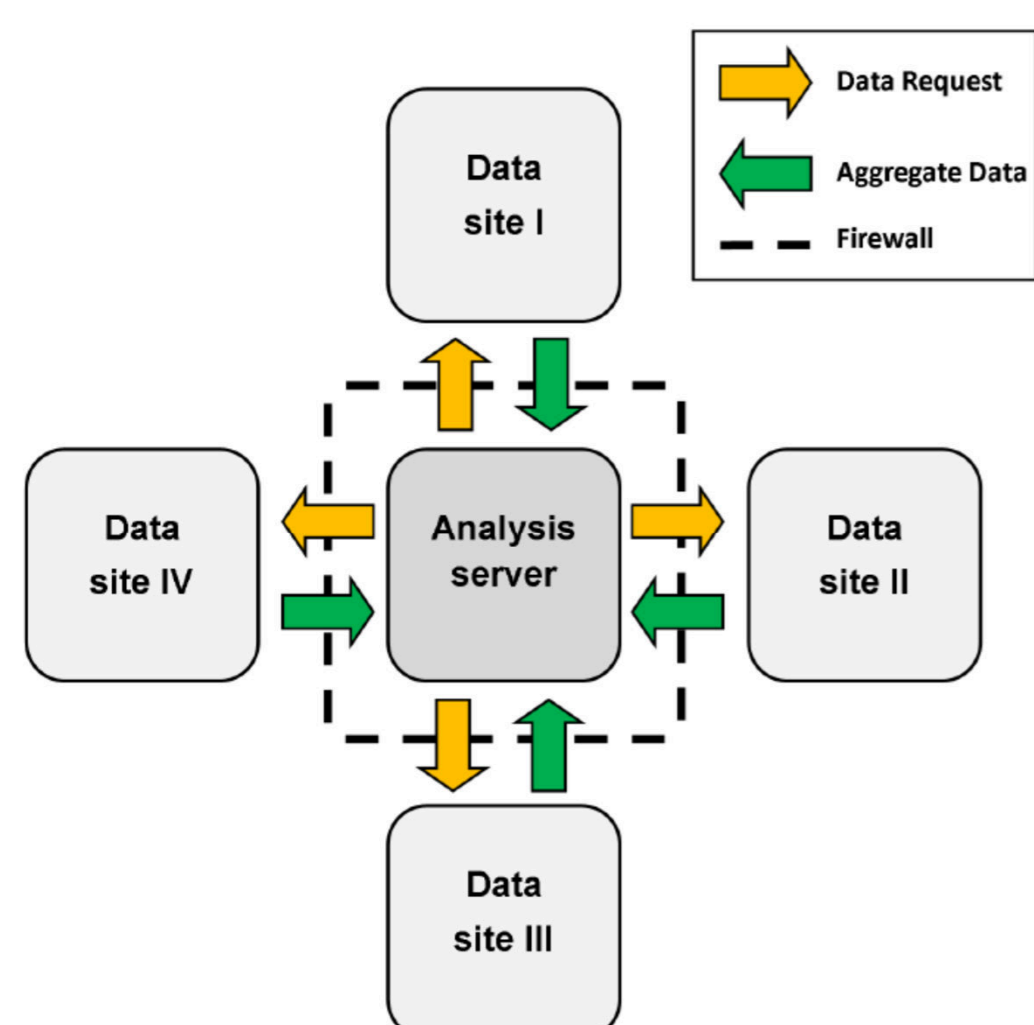 Data Request
Aggregate Data
Firewall
Data
site I
Data
site IV
Analysis
server
Data
site II
Data
site III